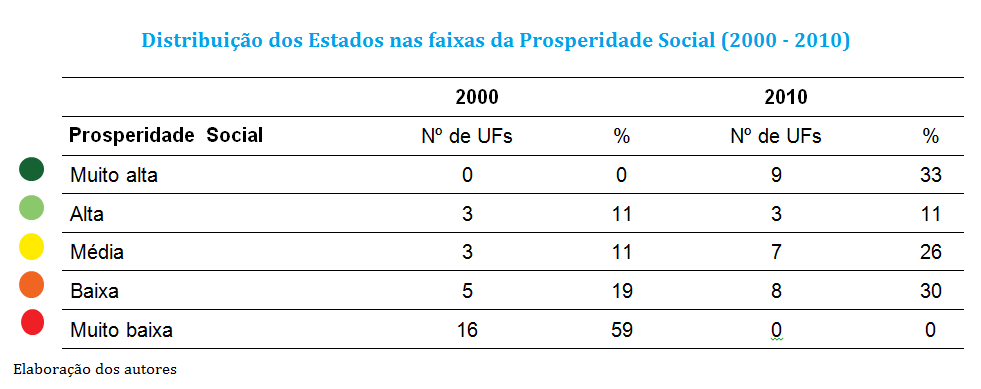 Distribuição dos Estados nas faixas da Prosperidade Social (2000 - 2010)
2000 2010
Prosperidade Social Nº de UFs % Nº de UFs %
Muito alta 0 0 9 33
Alta 3 11 3 11
Média 3 11 7 26
Baixa 5 19 8 30
Muito baixa 16 59 0 0
Elaboração dos autores